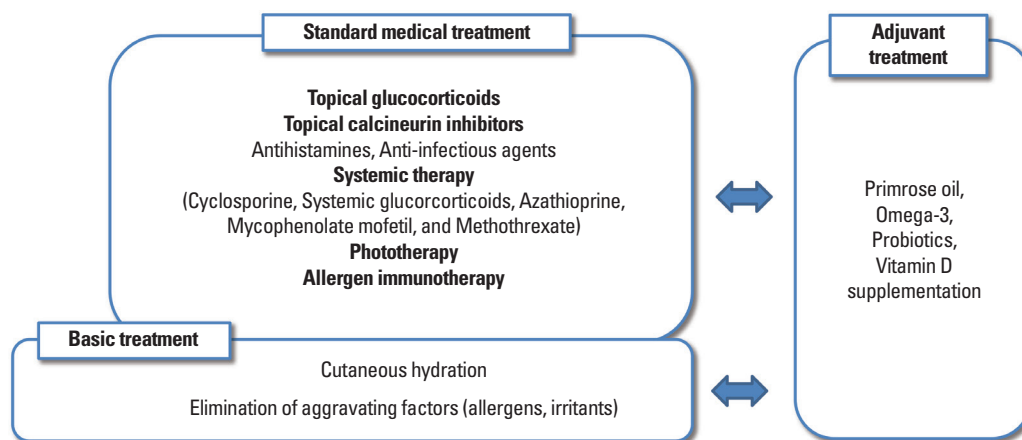 Standard medical treatment
Topical glucocorticoids
Topical calcineurin inhibitors
Antihistamines, Anti-infectious agents
Systemic therapy
(Cyclosporine, Systemic glucorcorticoids, Azathioprine,
Mycophenolate mofetil, and Methothrexate)
Phototherapy
Allergen immunotherapy
Basic treatment
Cutaneous hydration
Elimination of aggravating factors (allergens, irritants)
Adjuvant
treatment
Primrose oil,
Omega-3,
Probiotics,
Vitamin D
supplementation